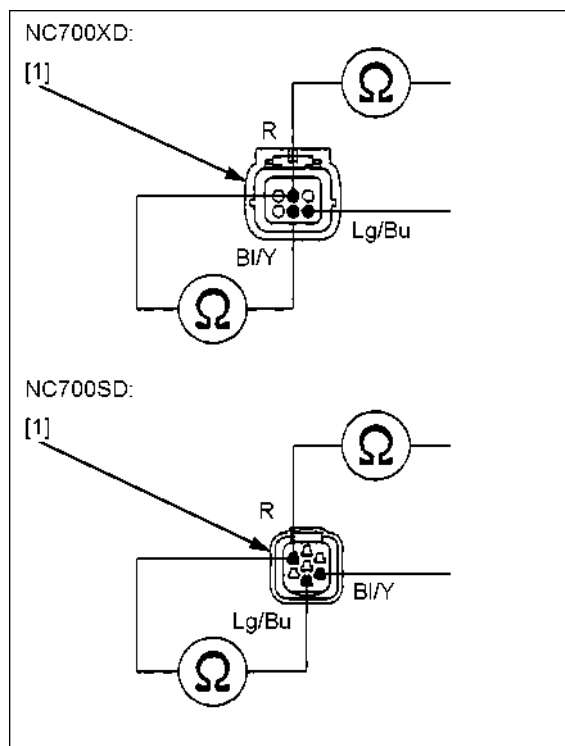 NC700XD:
[1]
Ω
R
Lg/Bu
Bl/Y
Ω
NC700SD:
[1]
Ω
R
Bl/Y
Lg/Bu
Ω